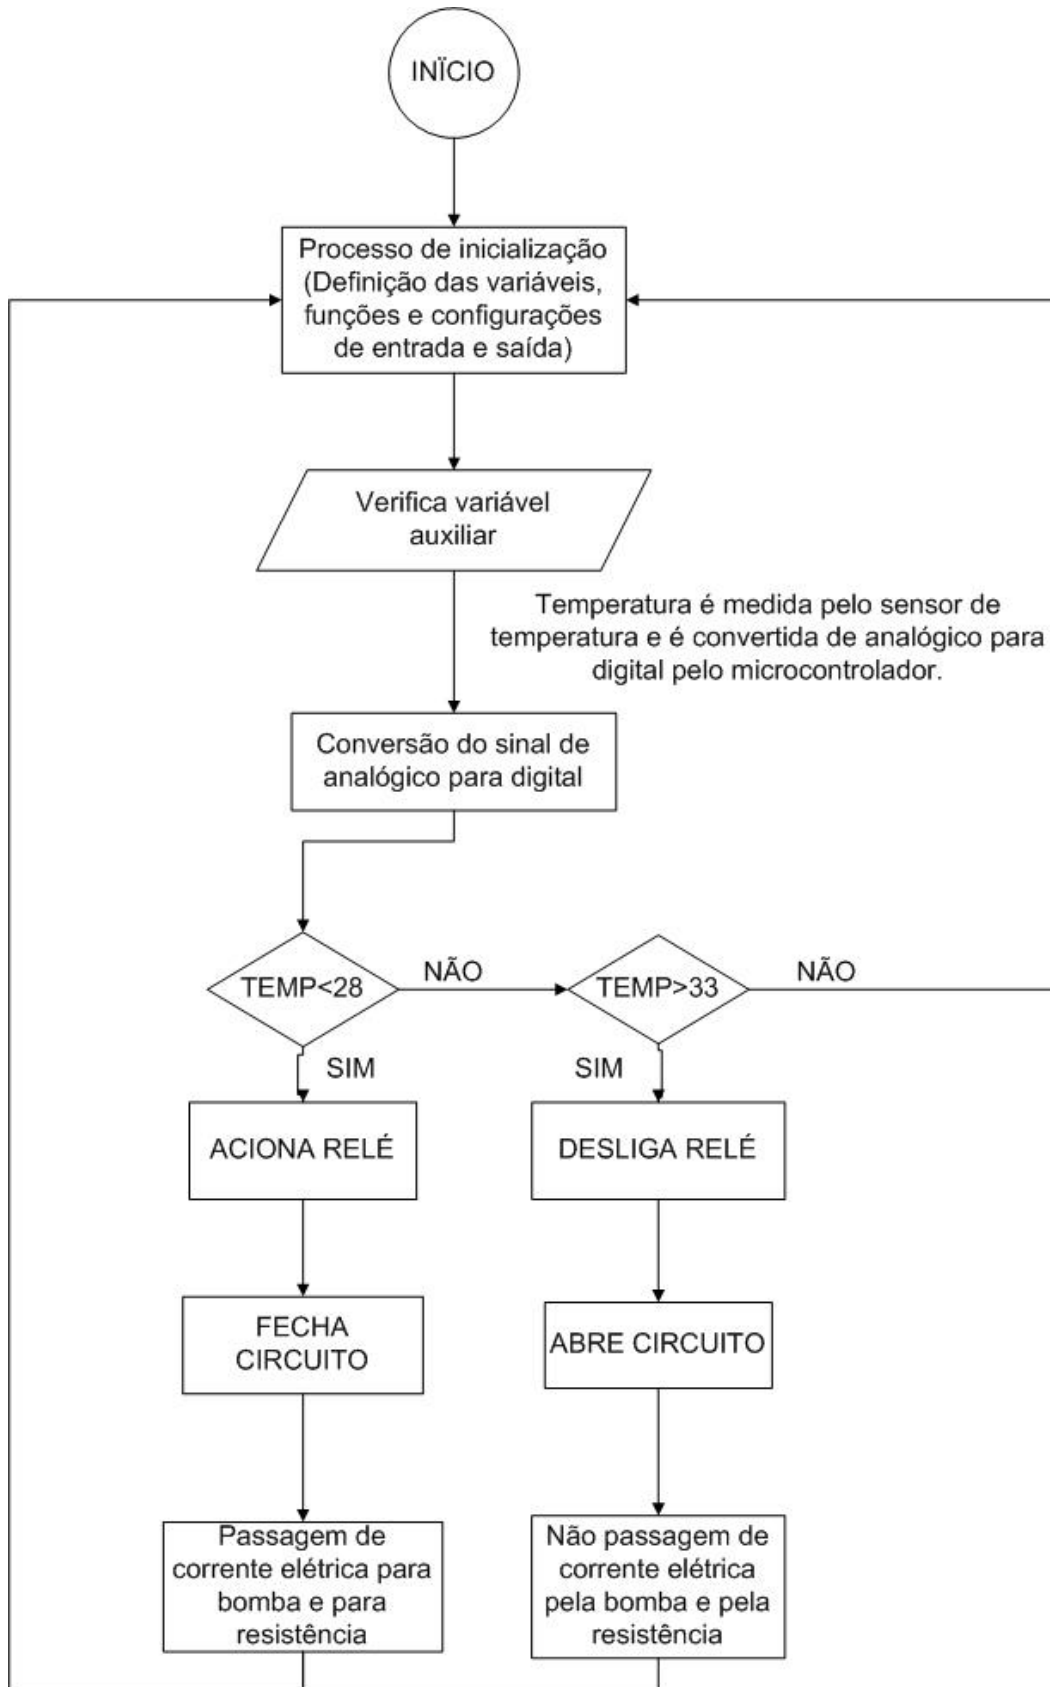 INÏCIO
Processo de inicialização
(Definição das variáveis,
funções e configurações
de entrada e saída)
Verifica variável
auxiliar
Temperatura é medida pelo sensor de
temperatura e é convertida de analógico para
digital pelo microcontrolador.
Conversão do sinal de
analógico para digital
TEMP<28
NÃO
TEMP>33
NÃO
SIM
SIM
ACIONA RELÉ
DESLIGA RELÉ
FECHA
CIRCUITO
ABRE CIRCUITO
Passagem de
corrente elétrica para
bomba e para
resistência
Não passagem de
corrente elétrica
pela bomba e pela
resistência